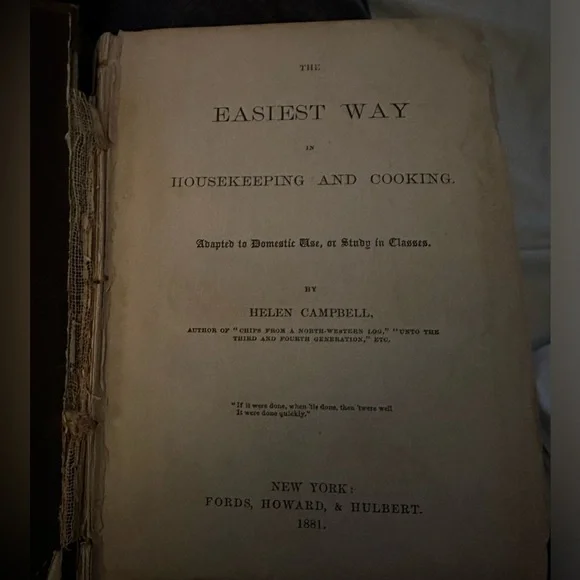 THE
EASIEST WAY
IN
HOUSEKEEPING AND COOKING.
Adapted to Domestic Use, or Study in Classes.
BY
HELEN CAMPBELL,
AUTHOR OF "CHIPS FROM A NORTH-WESTERN LOG," "UNTO THE
THIRD AND FOURTH GENERATION," ETC.
"If it were done, when 'tis done, then 'twere well
It were done quickly."
NEW YORK:
FORDS, HOWARD, & HULBERT.
1881.